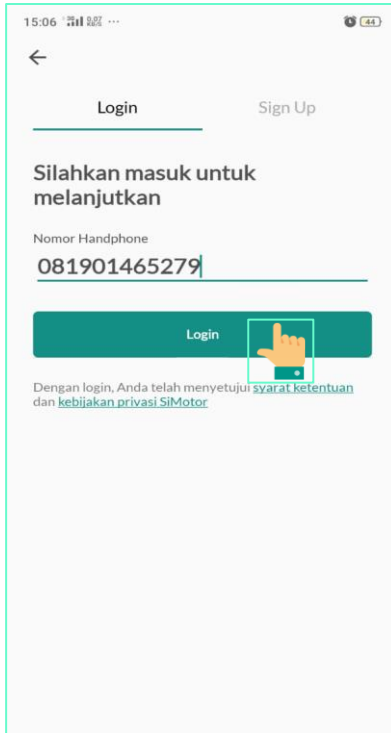 15:06
44
Login Sign Up
Silahkan masuk untuk
melanjutkan
Nomor Handphone
081901465279
Login
Dengan login, Anda telah menyetujui syarat ketentuan
dan kebijakan privasi SiMotor